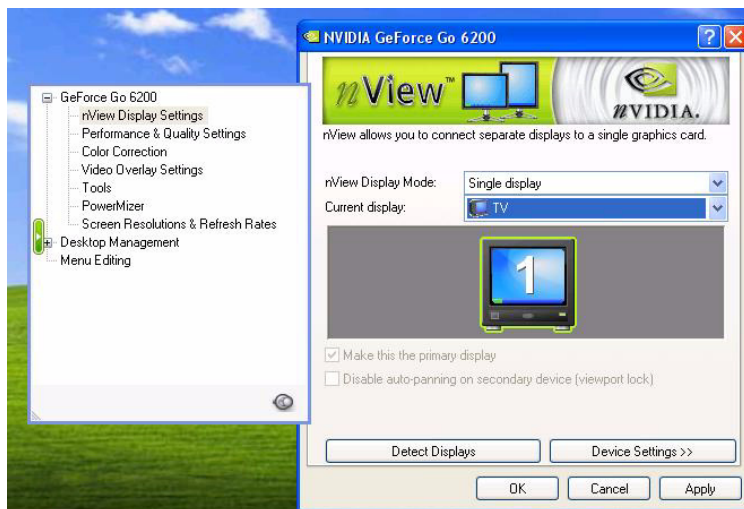 NVIDIA GeForce Go 6200
nView™
nVIDIA.
nView allows you to connect separate displays to a single graphics card.
GeForce Go 6200
nView Display Settings
Performance & Quality Settings
Color Correction
Video Overlay Settings
Tools
PowerMizer
Screen Resolutions & Refresh Rates
Desktop Management
Menu Editing
nView Display Mode: Single display
Current display: TV
1
Make this the primary display
Disable auto-panning on secondary device (viewport lock)
Detect Displays Device Settings >>
OK Cancel Apply